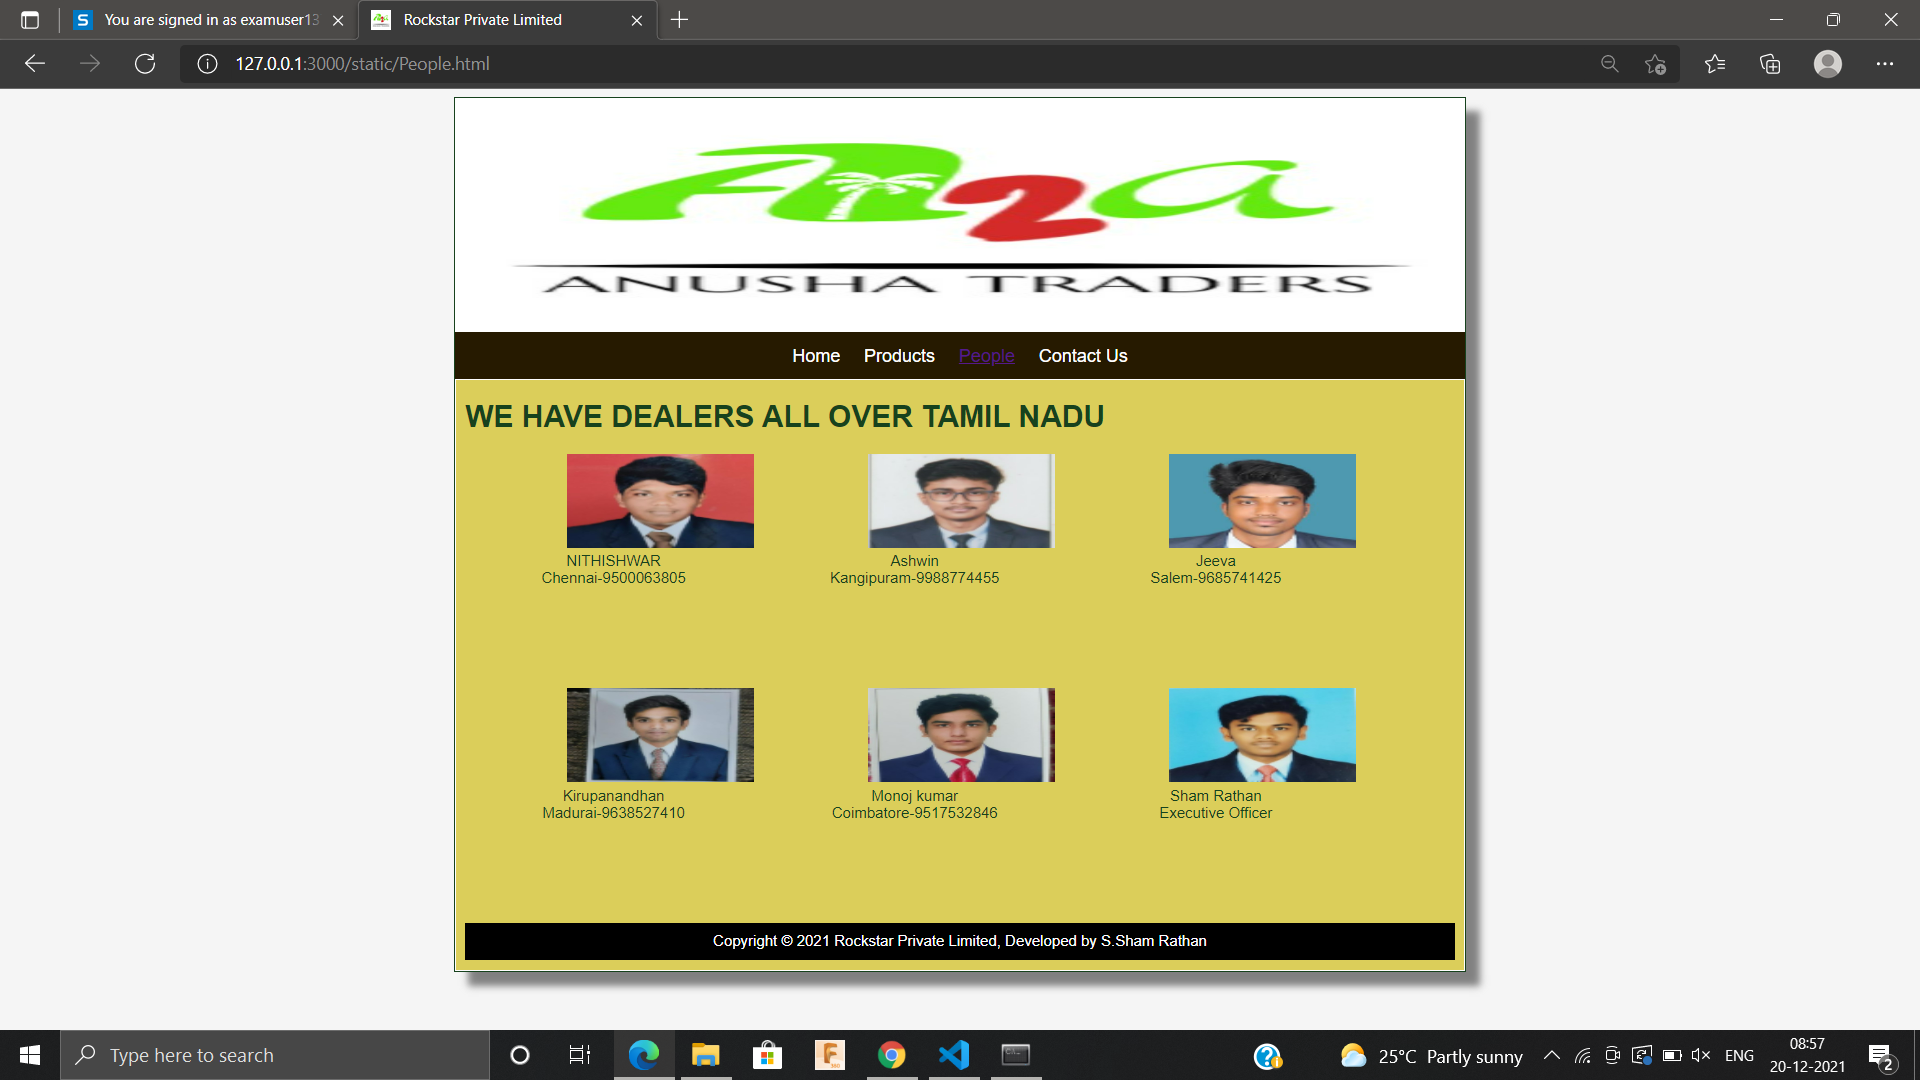 You are signed in as examuser13
Rockstar Private Limited
127.0.0.1:3000/static/People.html
A2a
ANUSHA TRADERS
Home Products People Contact Us
WE HAVE DEALERS ALL OVER TAMIL NADU
NITHISHWAR
Chennai-9500063805
Ashwin
Kangipuram-9988774455
Jeeva
Salem-9685741425
Kirupanandhan
Madurai-9638527410
Monoj kumar
Coimbatore-9517532846
Sham Rathan
Executive Officer
Copyright © 2021 Rockstar Private Limited, Developed by S.Sham Rathan
Type here to search
25°C Partly sunny
ENG
08:57
20-12-2021
2